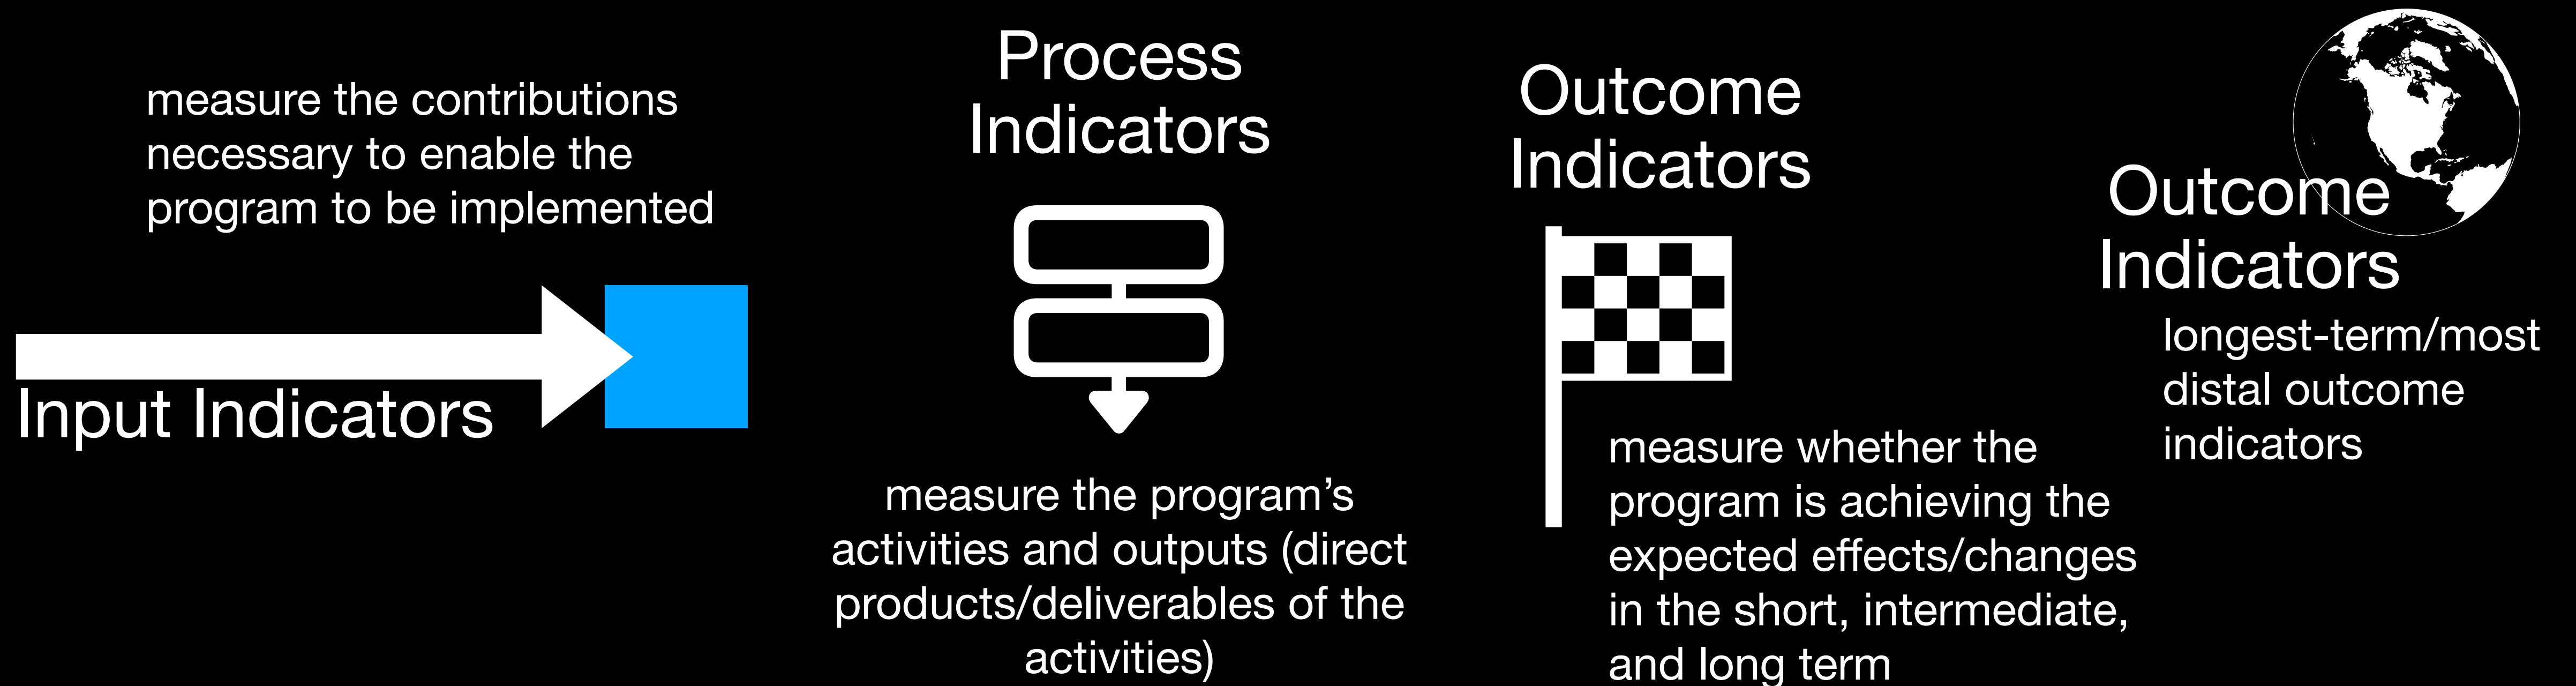 measure the contributions
necessary to enable the
program to be implemented
Input Indicators
Process
Indicators
measure the program’s
activities and outputs (direct
products/deliverables of the
activities)
Outcome
Indicators
measure whether the
program is achieving the
expected effects/changes
in the short, intermediate,
and long term
Outcome
Indicators
longest-term/most
distal outcome
indicators